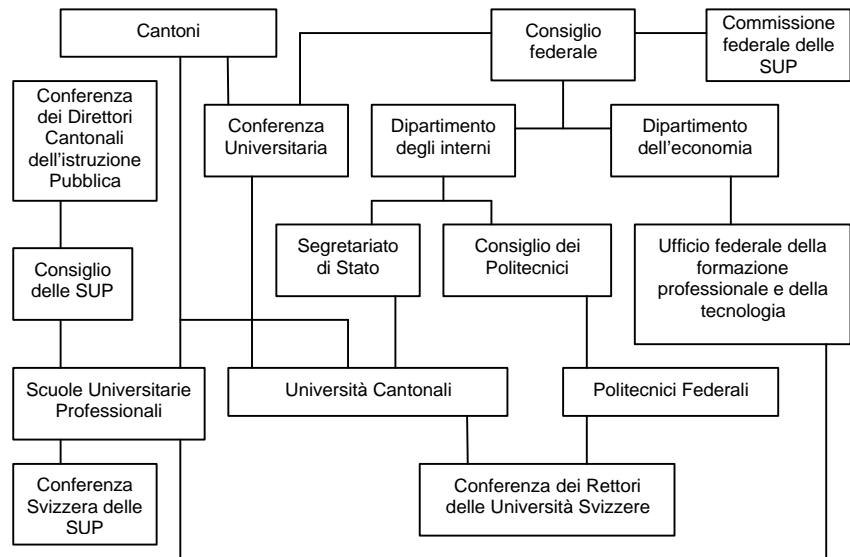 Cantoni
Consiglio
federale
Commissione
federale delle
SUP
Conferenza
dei Direttori
Cantonali
dell'istruzione
Pubblica
Conferenza
Universitaria
Dipartimento
degli interni
Dipartimento
dell'economia
Segretariato
di Stato
Consiglio dei
Politecnici
Ufficio federale della
formazione
professionale e della
tecnologia
Consiglio
delle SUP
Scuole Universitarie
Professionali
Università Cantonali
Politecnici Federali
Conferenza
Svizzera delle
SUP
Conferenza dei Rettori
delle Università Svizzere